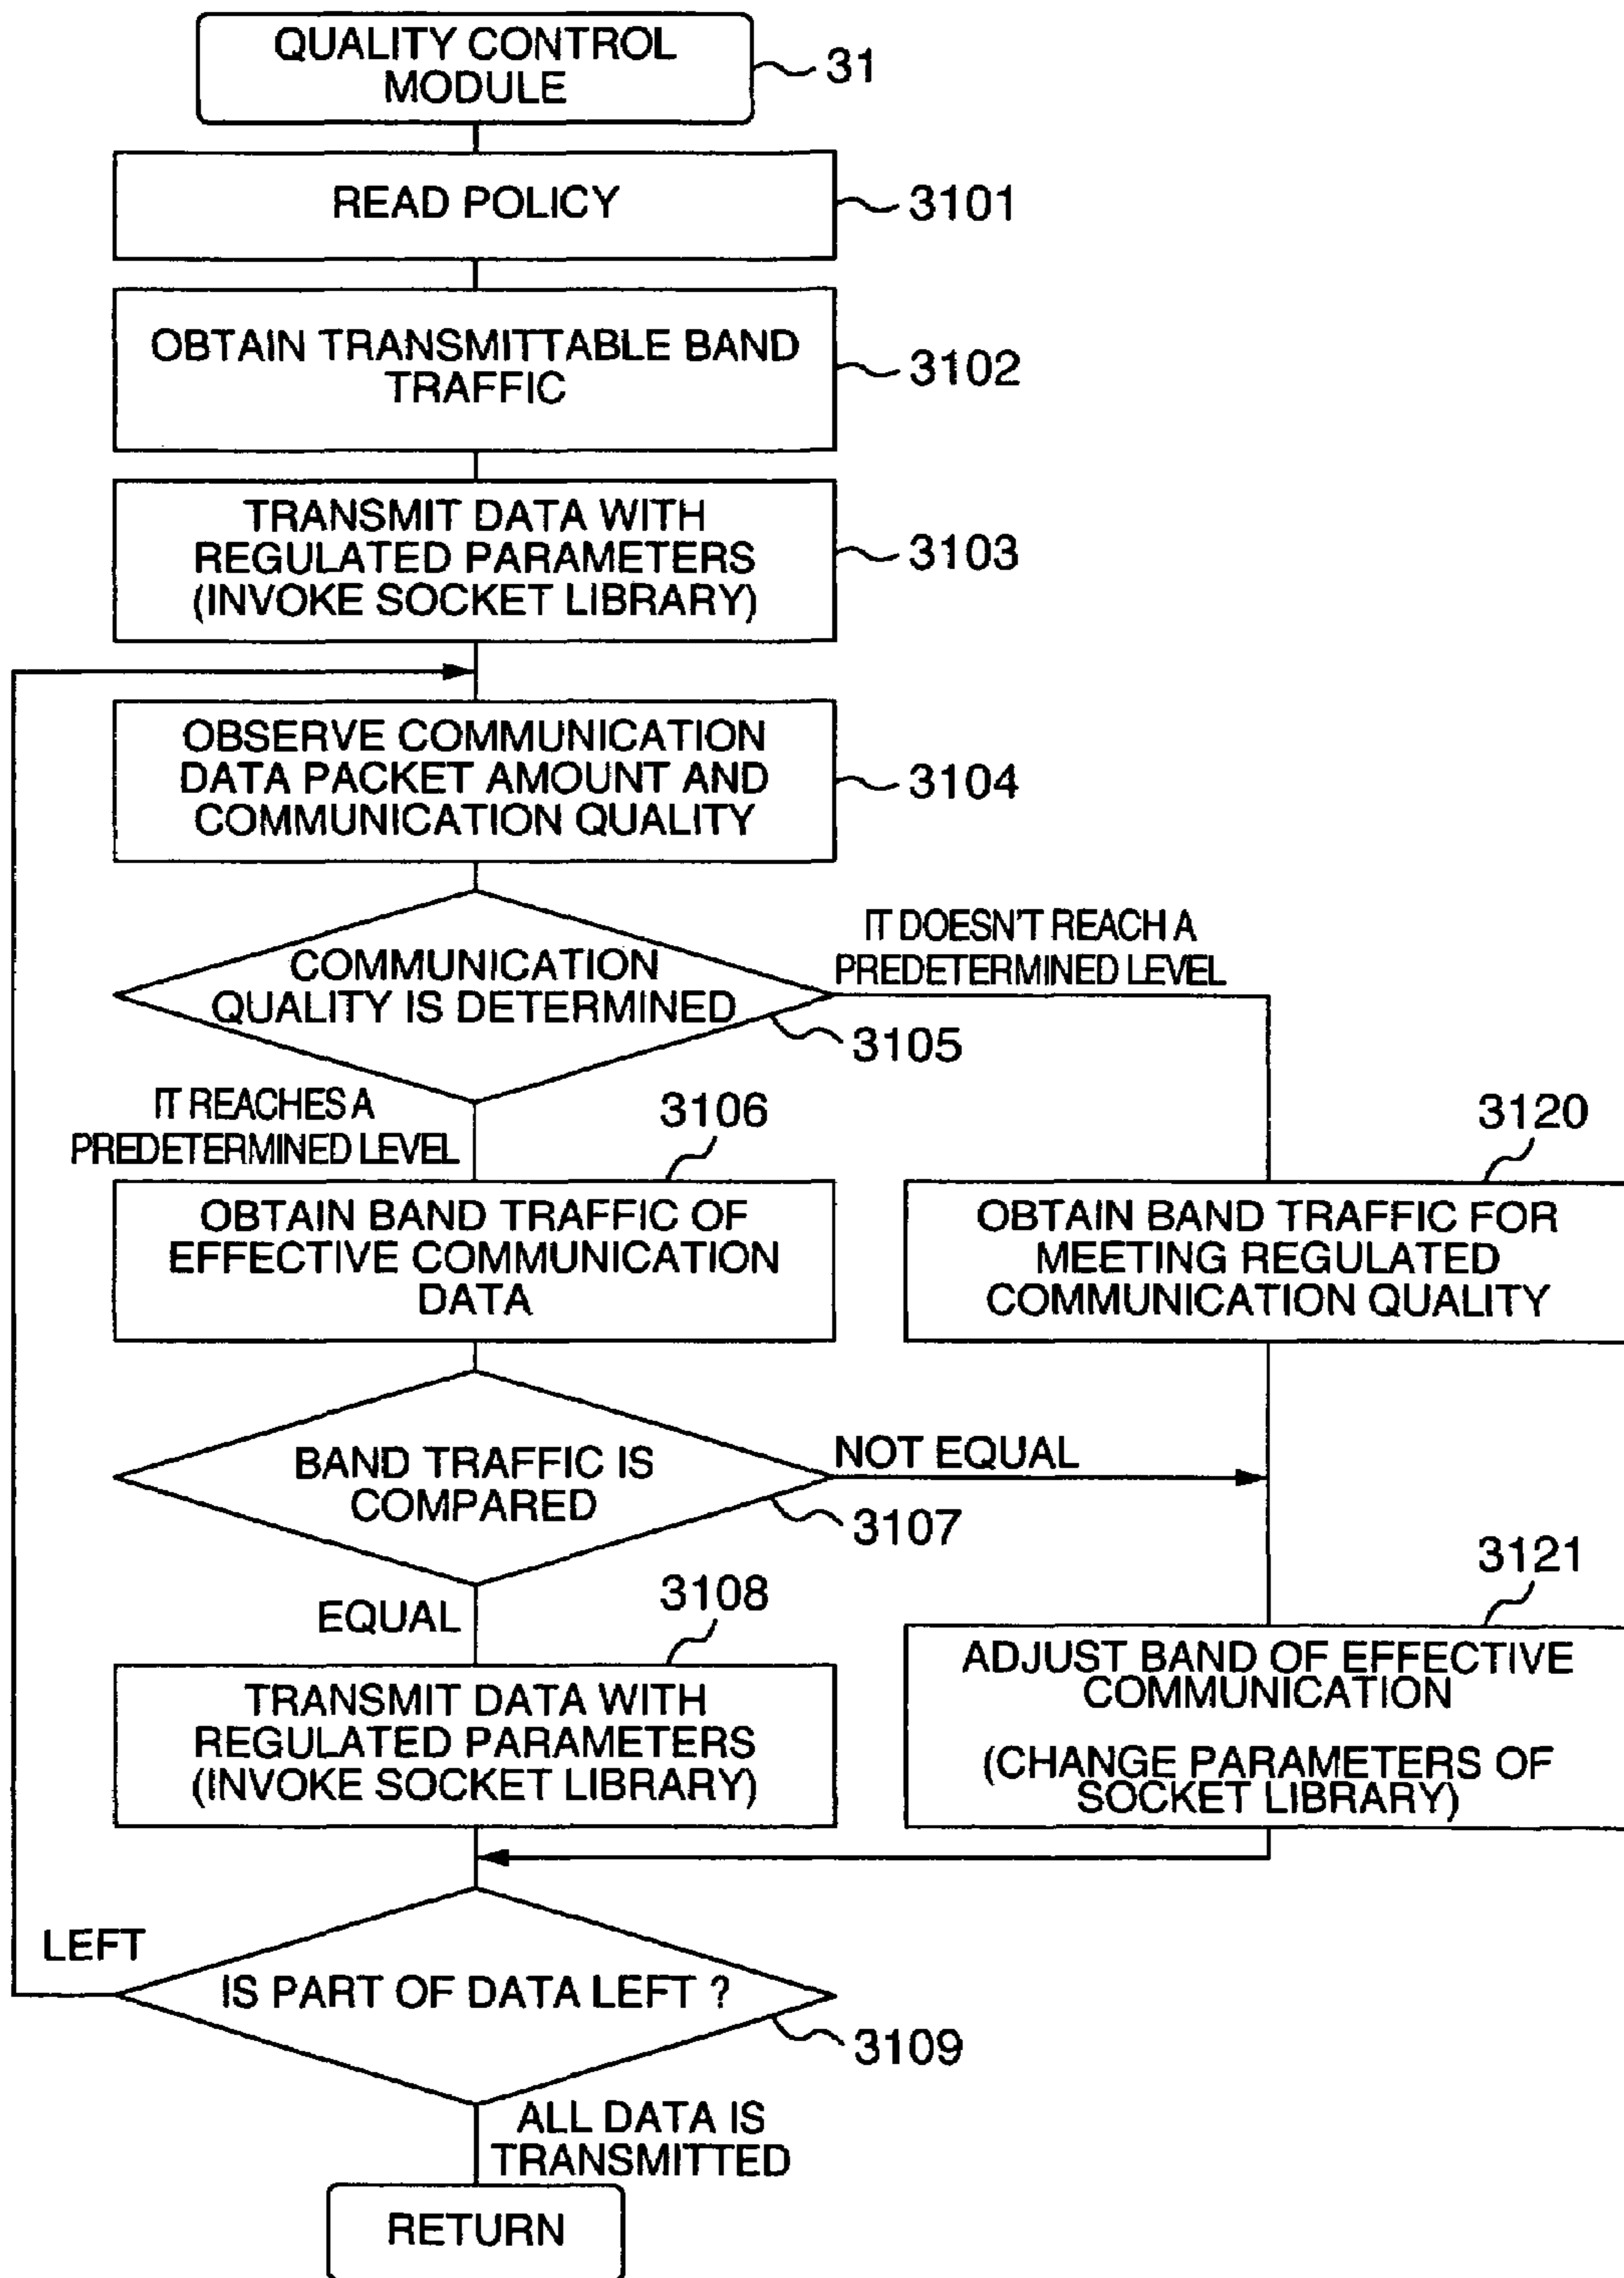 QUALITY CONTROL
MODULE
31
READ POLICY
3101
OBTAIN TRANSMITTABLE BAND
TRAFFIC
3102
TRANSMIT DATA WITH
REGULATED PARAMETERS
(INVOKE SOCKET LIBRARY)
3103
OBSERVE COMMUNICATION
DATA PACKET AMOUNT AND
COMMUNICATION QUALITY
3104
COMMUNICATION
QUALITY IS DETERMINED
3105
IT DOESN'T REACH A
PREDETERMINED LEVEL
IT REACHES A
PREDETERMINED LEVEL
3106
OBTAIN BAND TRAFFIC OF
EFFECTIVE COMMUNICATION
DATA
3120
OBTAIN BAND TRAFFIC FOR
MEETING REGULATED
COMMUNICATION QUALITY
BAND TRAFFIC IS
COMPARED
3107
NOT EQUAL
EQUAL
3108
TRANSMIT DATA WITH
REGULATED PARAMETERS
(INVOKE SOCKET LIBRARY)
3121
ADJUST BAND OF EFFECTIVE
COMMUNICATION
(CHANGE PARAMETERS OF
SOCKET LIBRARY)
LEFT
IS PART OF DATA LEFT ?
3109
ALL DATA IS
TRANSMITTED
RETURN